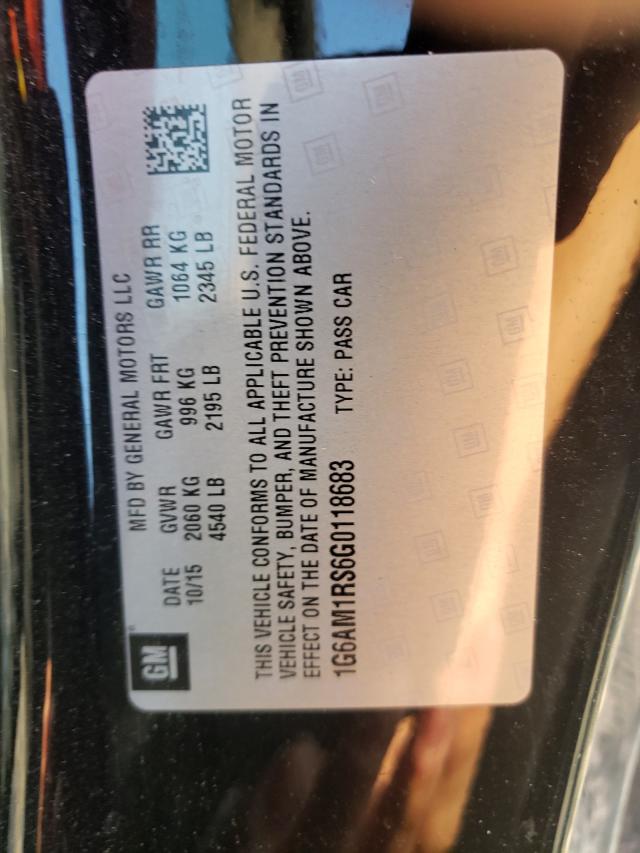 GM
MFD BY GENERAL MOTORS LLC
DATE GVWR GAWR FRT GAWR RR
10/15 2060 KG 996 KG 1064 KG
4540 LB 2195 LB 2345 LB
THIS VEHICLE CONFORMS TO ALL APPLICABLE U.S. FEDERAL MOTOR
VEHICLE SAFETY, BUMPER, AND THEFT PREVENTION STANDARDS IN
EFFECT ON THE DATE OF MANUFACTURE SHOWN ABOVE.
1G6AM1RS6G0118683 TYPE: PASS CAR